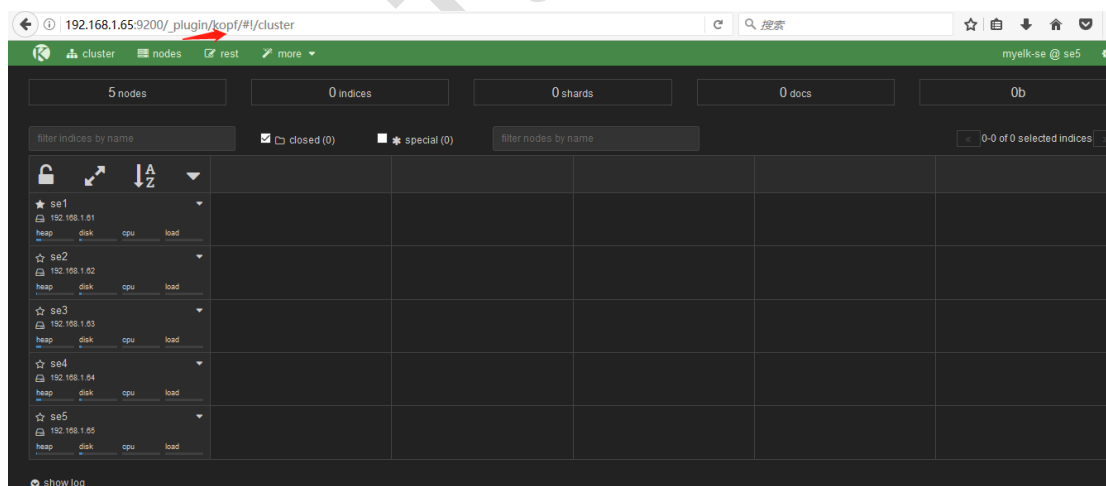 192.168.1.65:9200/_plugin/kopf/#!/cluster 搜索
cluster nodes rest more myelk-se @ se5
5 nodes 0 indices 0 shards 0 docs 0b
filter indices by name closed (0) special (0) filter nodes by name « 0-0 of 0 selected indices
A
Z
se1
192.168.1.61
heap disk cpu load
se2
192.168.1.62
heap disk cpu load
se3
192.168.1.63
heap disk cpu load
se4
192.168.1.64
heap disk cpu load
se5
192.168.1.65
heap disk cpu load
show log